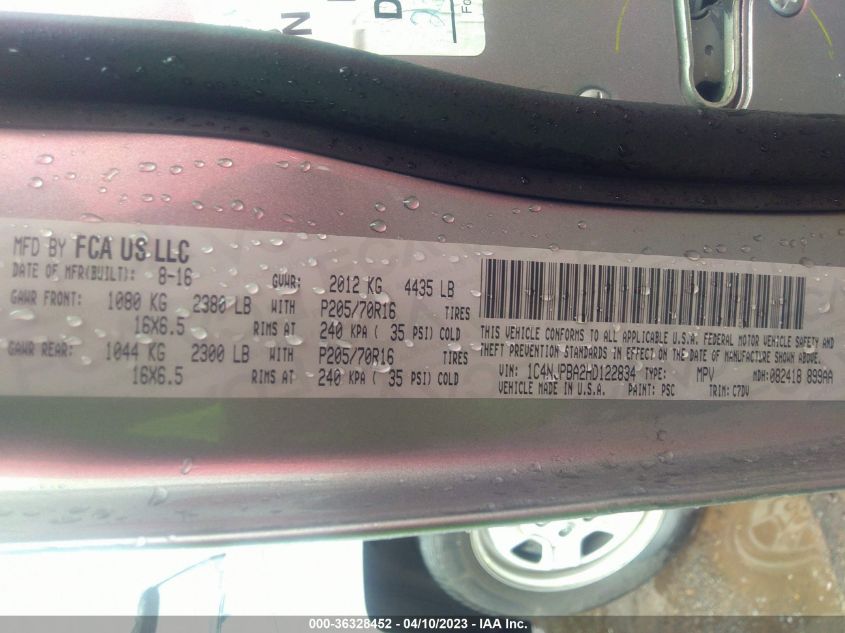 N
D
MFD BY FCA US LLC
DATE OF MFR(BUILT): 8-16 GVWR: 2012 KG 4435 LB
GAWR FRONT: 1080 KG 2380 LB WITH P205/70R16 TIRES
16X6.5 RIMS AT 240 KPA ( 35 PSI) COLD
GAWR REAR: 1044 KG 2300 LB WITH P205/70R16 TIRES
16X6.5 RIMS AT 240 KPA ( 35 PSI) COLD
THIS VEHICLE CONFORMS TO ALL APPLICABLE U.S.A. FEDERAL MOTOR VEHICLE SAFETY AND
THEFT PREVENTION STANDARDS IN EFFECT ON THE DATE OF MANUFACTURE SHOWN ABOVE.
VIN: 1C4NJPBA2HD122834 TYPE: MPV MDH: 082418 899AA
VEHICLE MADE IN U.S.A. PAINT: PSC TRIM: C7DV
000-36328452 - 04/10/2023 - IAA Inc.